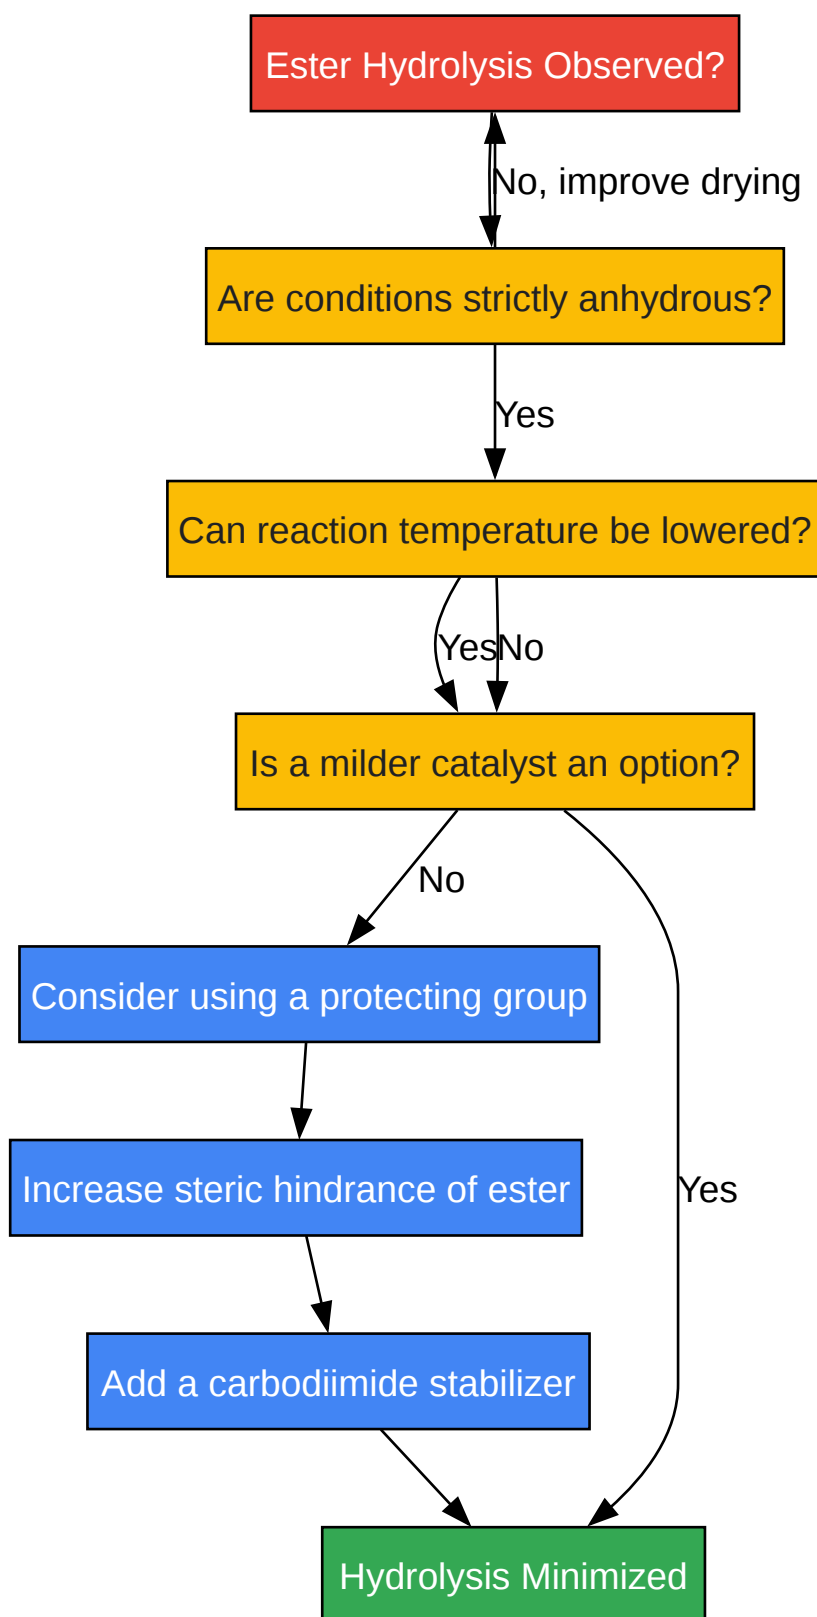 Ester Hydrolysis Observed?
No, improve drying
Are conditions strictly anhydrous?
Yes
Can reaction temperature be lowered?
Yes
No
Is a milder catalyst an option?
No
Consider using a protecting group
Increase steric hindrance of ester
Yes
Add a carbodiimide stabilizer
Hydrolysis Minimized